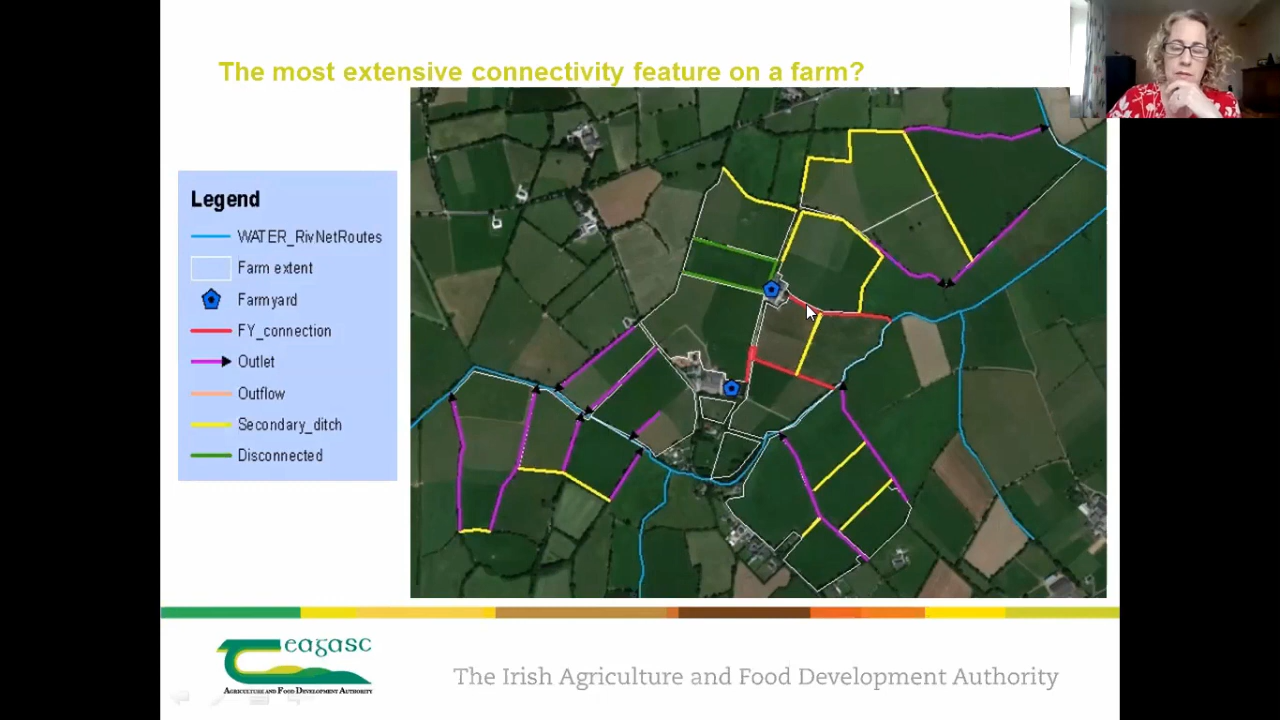 The most extensive connectivity feature on a farm?
Legend
WATER_RivNetRoutes
Farm extent
Farmyard
FY_connection
Outlet
Outflow
Secondary_ditch
Disconnected
eagasc
AGRICULTURE AND FOOD DEVELOPMENT AUTHORITY
The Irish Agriculture and Food Development Authority